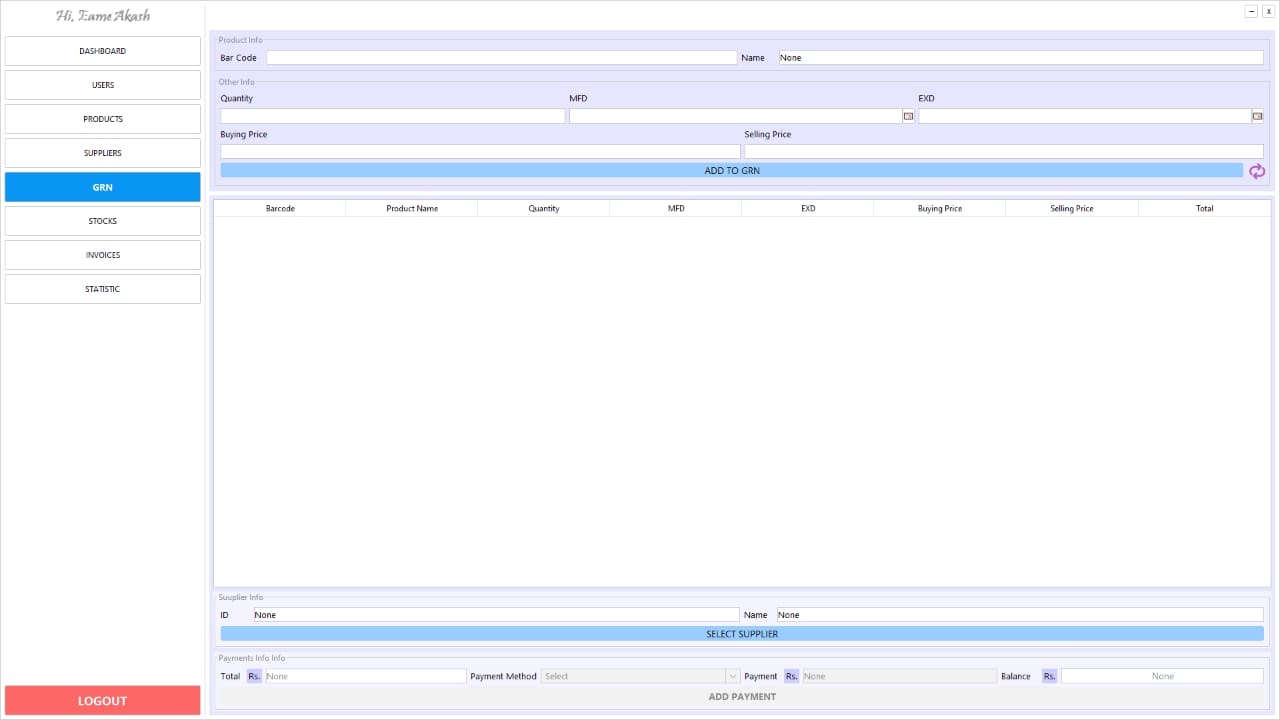 Hi, Eame Akash
DASHBOARD
USERS
PRODUCTS
SUPPLIERS
GRN
STOCKS
INVOICES
STATISTIC
LOGOUT
– x
Product Info
Bar Code Name None
Other Info
Quantity MFD EXD
Buying Price Selling Price
ADD TO GRN
Barcode Product Name Quantity MFD EXD Buying Price Selling Price Total
Suuplier Info
ID None Name None
SELECT SUPPLIER
Payments Info Info
Total Rs. None Payment Method Select Payment Rs. None Balance Rs. None
ADD PAYMENT